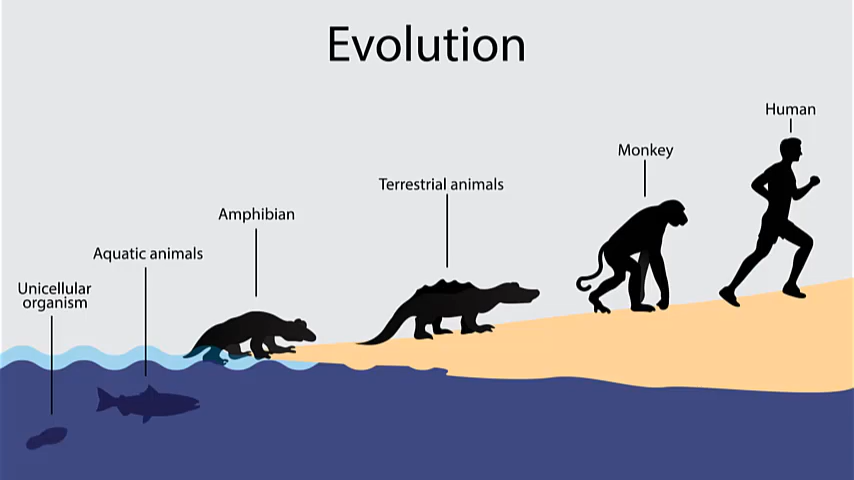 Evolution
Human
Monkey
Terrestrial animals
Amphibian
Aquatic animals
Unicellular
organism